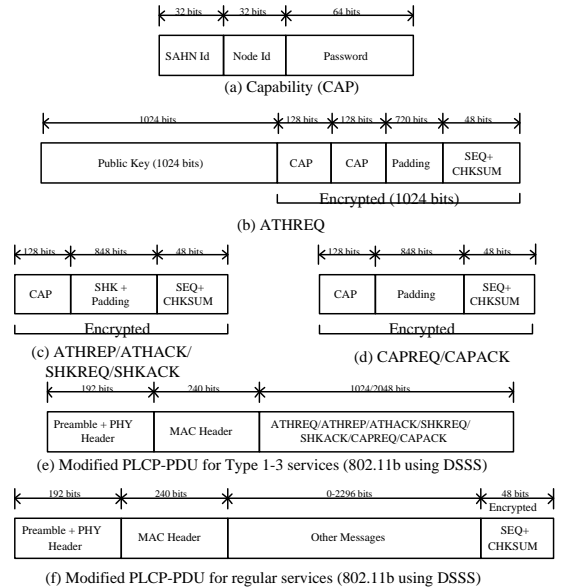 32 bits 32 bits 64 bits
SAHN Id Node Id Password
(a) Capability (CAP)
1024 bits 128 bits 128 bits 720 bits 48 bits
Public Key (1024 bits) CAP CAP Padding SEQ+
CHKSUM
Encrypted (1024 bits)
(b) ATHREQ
128 bits 848 bits 48 bits 128 bits 848 bits 48 bits
CAP SHK +
Padding SEQ+
CHKSUM CAP Padding SEQ+
CHKSUM
Encrypted Encrypted
(c) ATHREP/ATHACK/
SHKREQ/SHKACK
(d) CAPREQ/CAPACK
192 bits 240 bits 1024/2048 bits
Preamble + PHY
Header MAC Header ATHREQ/ATHREP/ATHACK/SHKREQ/
SHKACK/CAPREQ/CAPACK
(e) Modified PLCP-PDU for Type 1-3 services (802.11b using DSSS)
192 bits 240 bits 0-2296 bits 48 bits
Encrypted
Preamble + PHY
Header MAC Header Other Messages SEQ+
CHKSUM
(f) Modified PLCP-PDU for regular services (802.11b using DSSS)